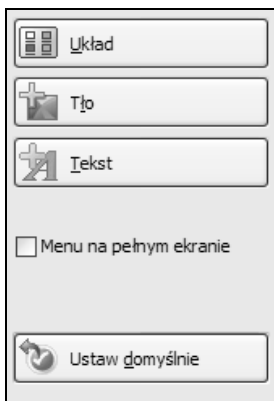 Układ
Tło
Tekst
Menu na pełnym ekranie
Ustaw domyślnie